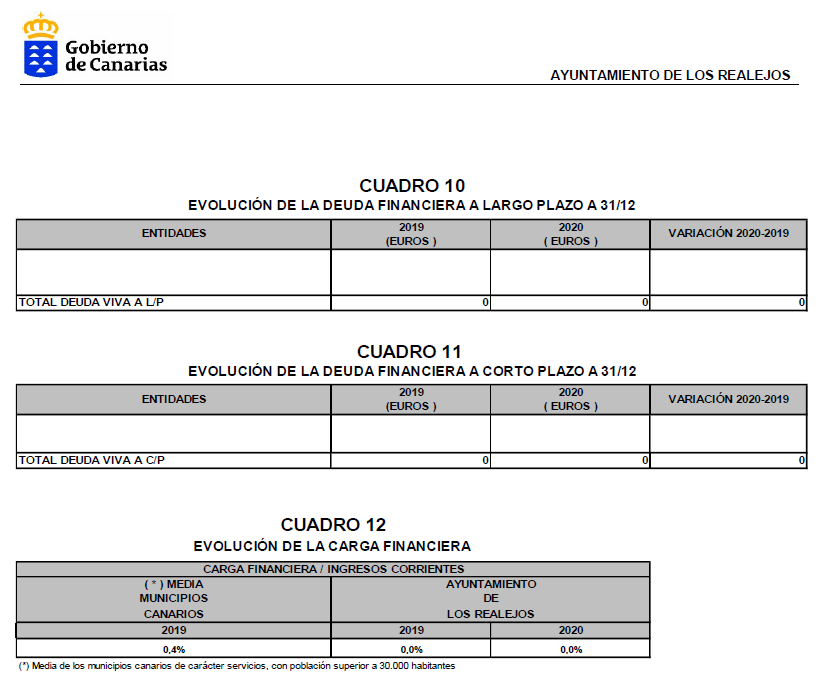 Gobierno
de Canarias
AYUNTAMIENTO DE LOS REALEJOS
CUADRO 10
EVOLUCIÓN DE LA DEUDA FINANCIERA A LARGO PLAZO A 31/12
ENTIDADES 2019 (EUROS ) 2020 ( EUROS ) VARIACIÓN 2020-2019
TOTAL DEUDA VIVA A L/P 0 0 0
CUADRO 11
EVOLUCIÓN DE LA DEUDA FINANCIERA A CORTO PLAZO A 31/12
ENTIDADES 2019 (EUROS ) 2020 ( EUROS ) VARIACIÓN 2020-2019
TOTAL DEUDA VIVA A C/P 0 0 0
CUADRO 12
EVOLUCIÓN DE LA CARGA FINANCIERA
CARGA FINANCIERA / INGRESOS CORRIENTES
( * ) MEDIA AYUNTAMIENTO
MUNICIPIOS DE
CANARIOS LOS REALEJOS
2019 2019 2020
0,4% 0,0% 0,0%
(*) Media de los municipios canarios de carácter servicios, con población superior a 30.000 habitantes